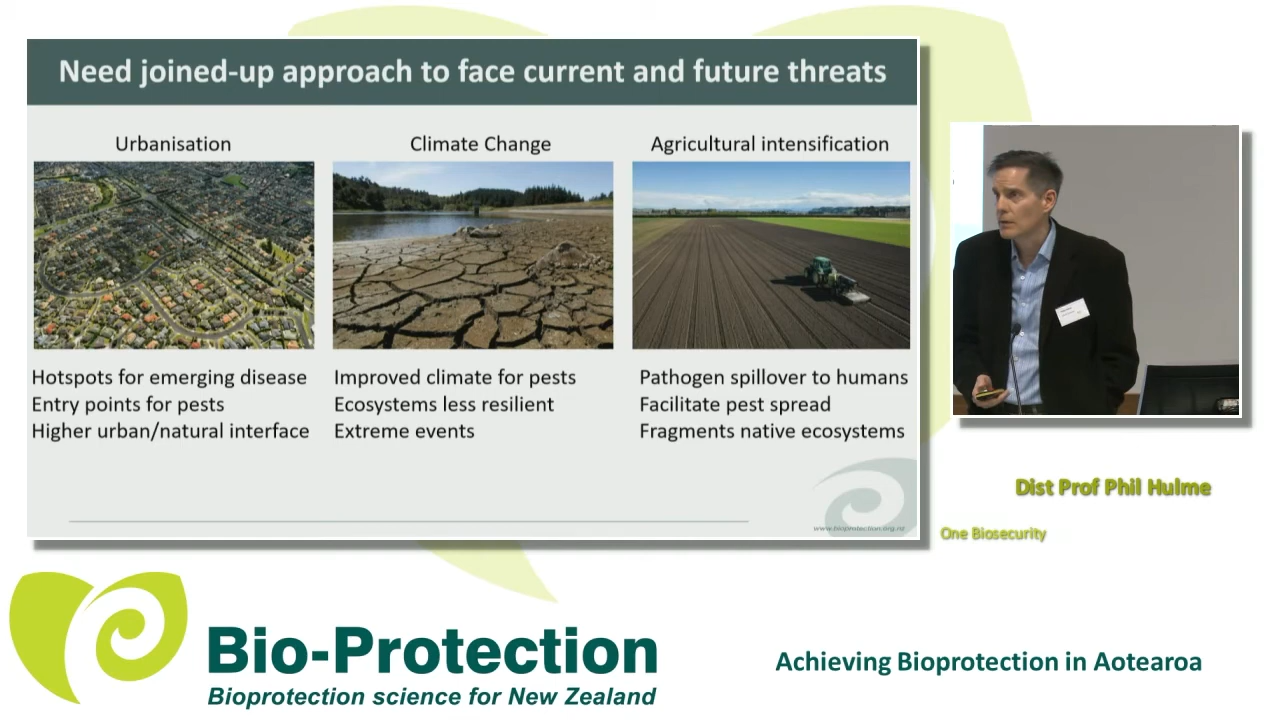 Need joined-up approach to face current and future threats
Urbanisation
Climate Change
Agricultural intensification
Hotspots for emerging disease
Entry points for pests
Higher urban/natural interface
Improved climate for pests
Ecosystems less resilient
Extreme events
Pathogen spillover to humans
Facilitate pest spread
Fragments native ecosystems
www.bioprotection.org.nz
Dist Prof Phil Hulme
One Biosecurity
Bio-Protection
Bioprotection science for New Zealand
Achieving Bioprotection in Aotearoa